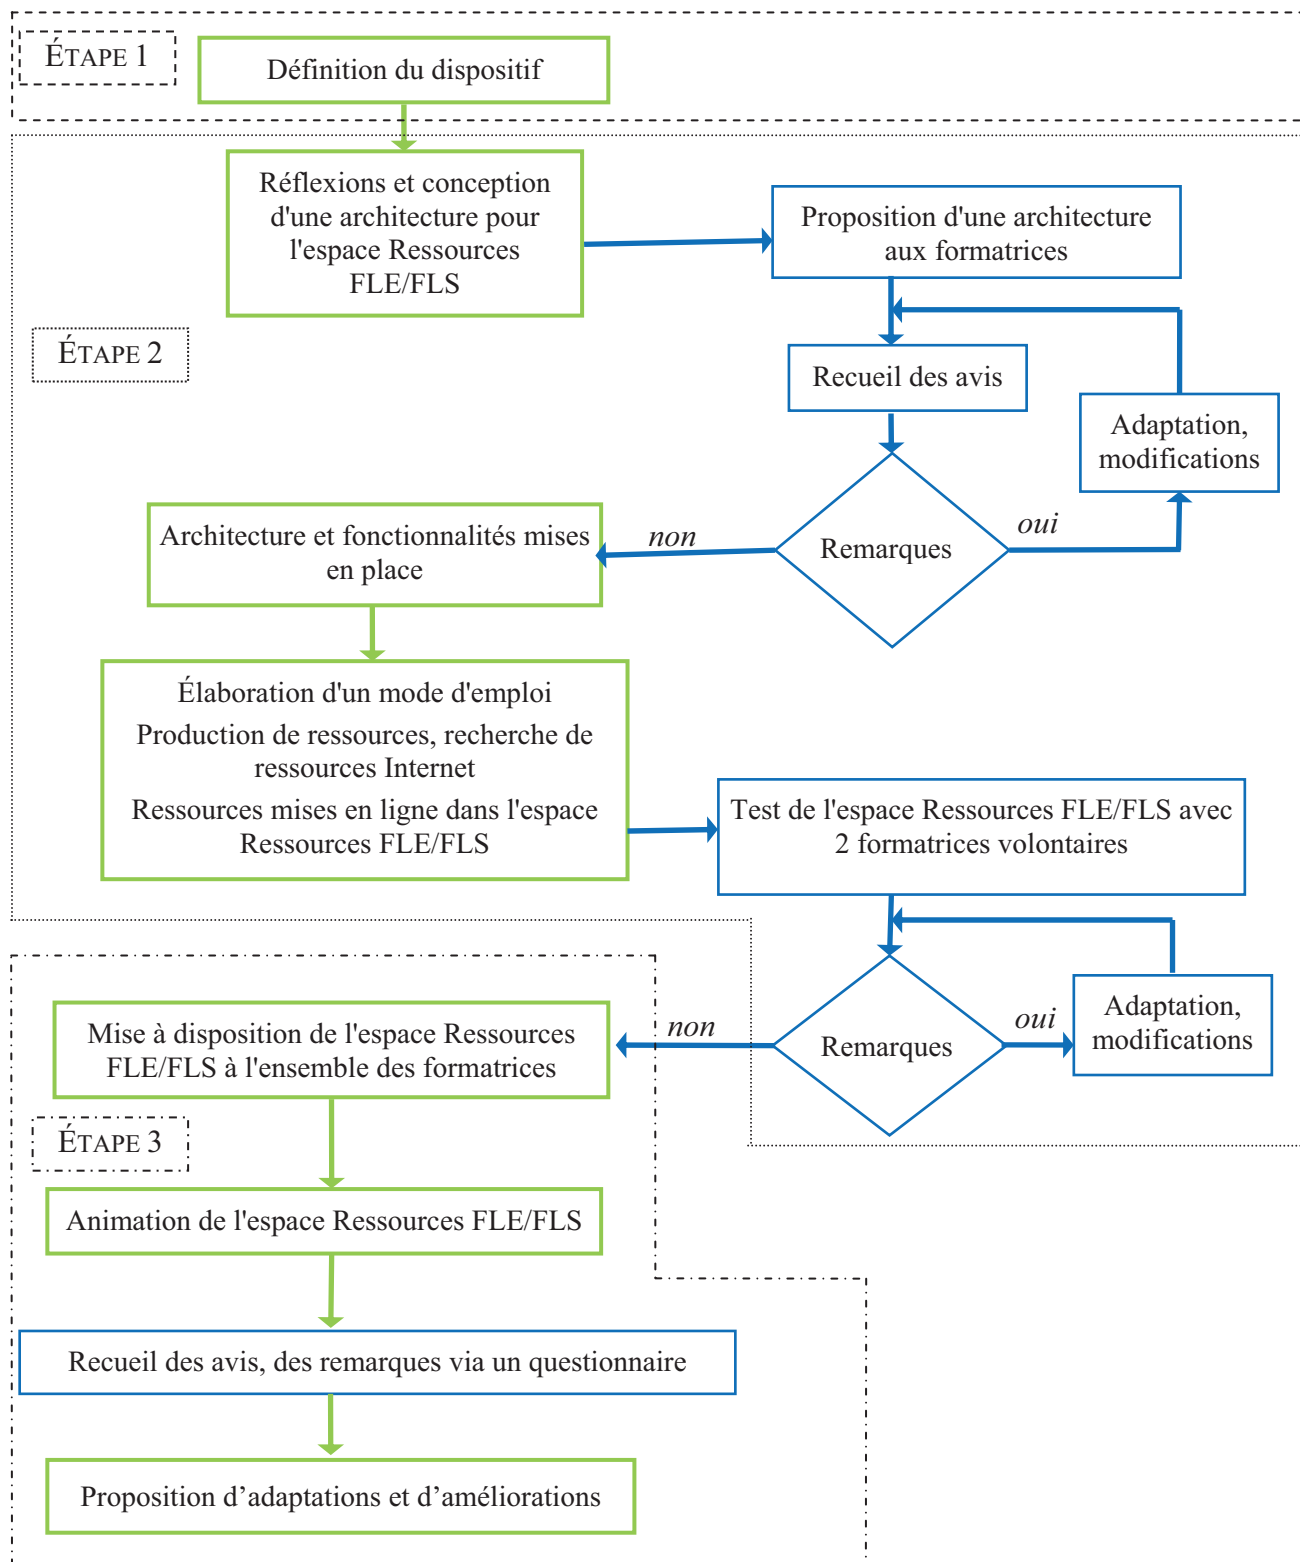 ÉTAPE 1
Définition du dispositif
Réflexions et conception
d'une architecture pour
l'espace Ressources
FLE/FLS
Proposition d'une architecture
aux formatrices
ÉTAPE 2
Recueil des avis
Adaptation,
modifications
Architecture et fonctionnalités mises
en place
non
Remarques
oui
Élaboration d'un mode d'emploi
Production de ressources, recherche de
ressources Internet
Ressources mises en ligne dans l'espace
Ressources FLE/FLS
Test de l'espace Ressources FLE/FLS avec
2 formatrices volontaires
Mise à disposition de l'espace Ressources
FLE/FLS à l'ensemble des formatrices
non
Remarques
oui
Adaptation,
modifications
ÉTAPE 3
Animation de l'espace Ressources FLE/FLS
Recueil des avis, des remarques via un questionnaire
Proposition d’adaptations et d’améliorations